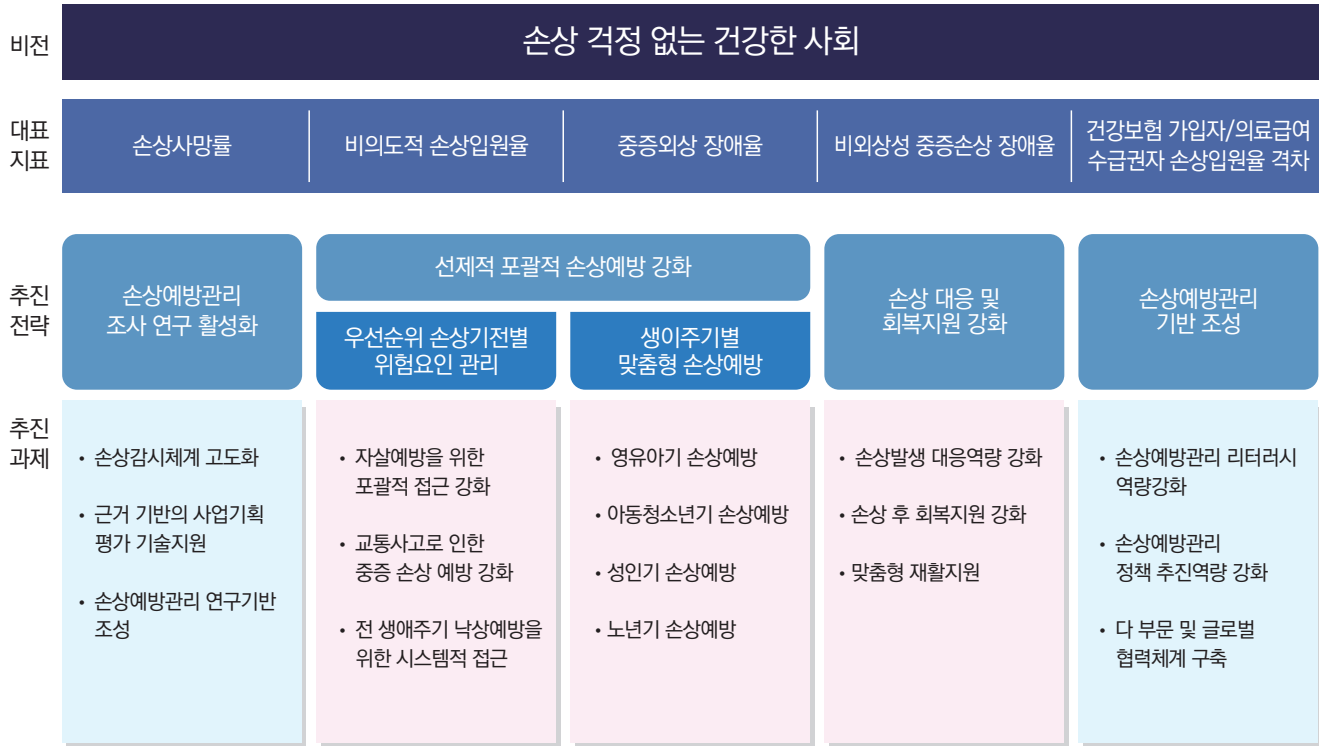 비전
손상 걱정 없는 건강한 사회
대표
지표
손상사망률
비의도적 손상입원율
중증외상 장애율
비외상성 중증손상 장애율
건강보험 가입자/의료급여
수급권자 손상입원율 격차
추진
전략
손상예방관리
조사 연구 활성화
선제적 포괄적 손상예방 강화
우선순위 손상기전별
위험요인 관리
생이주기별
맞춤형 손상예방
손상 대응 및
회복지원 강화
손상예방관리
기반 조성
추진
과제
• 손상감시체계 고도화
• 근거 기반의 사업기획
평가 기술지원
• 손상예방관리 연구기반
조성
• 자살예방을 위한
포괄적 접근 강화
• 교통사고로 인한
중증 손상 예방 강화
• 전 생애주기 낙상예방을
위한 시스템적 접근
• 영유아기 손상예방
• 아동청소년기 손상예방
• 성인기 손상예방
• 노년기 손상예방
• 손상발생 대응역량 강화
• 손상 후 회복지원 강화
• 맞춤형 재활지원
• 손상예방관리 리터러시
역량강화
• 손상예방관리
정책 추진역량 강화
• 다 부문 및 글로벌
협력체계 구축